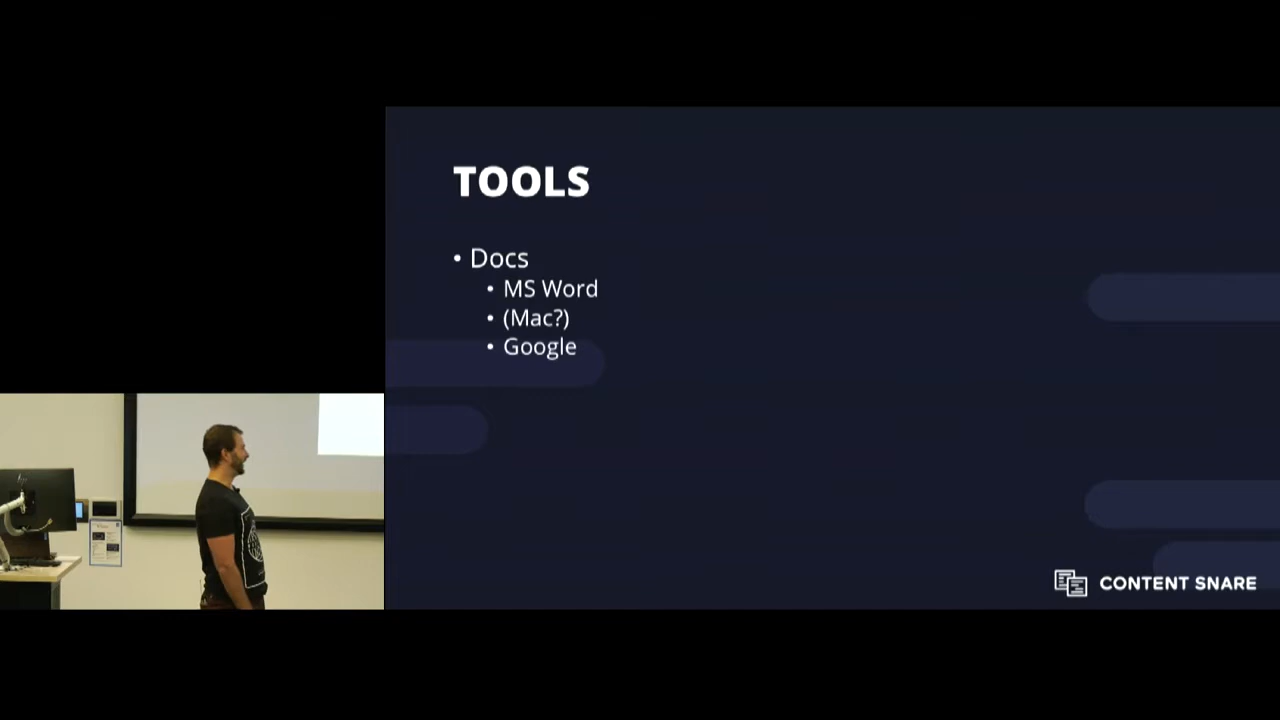 TOOLS
• Docs
• MS Word
• (Mac?)
• Google
CONTENT SNARE